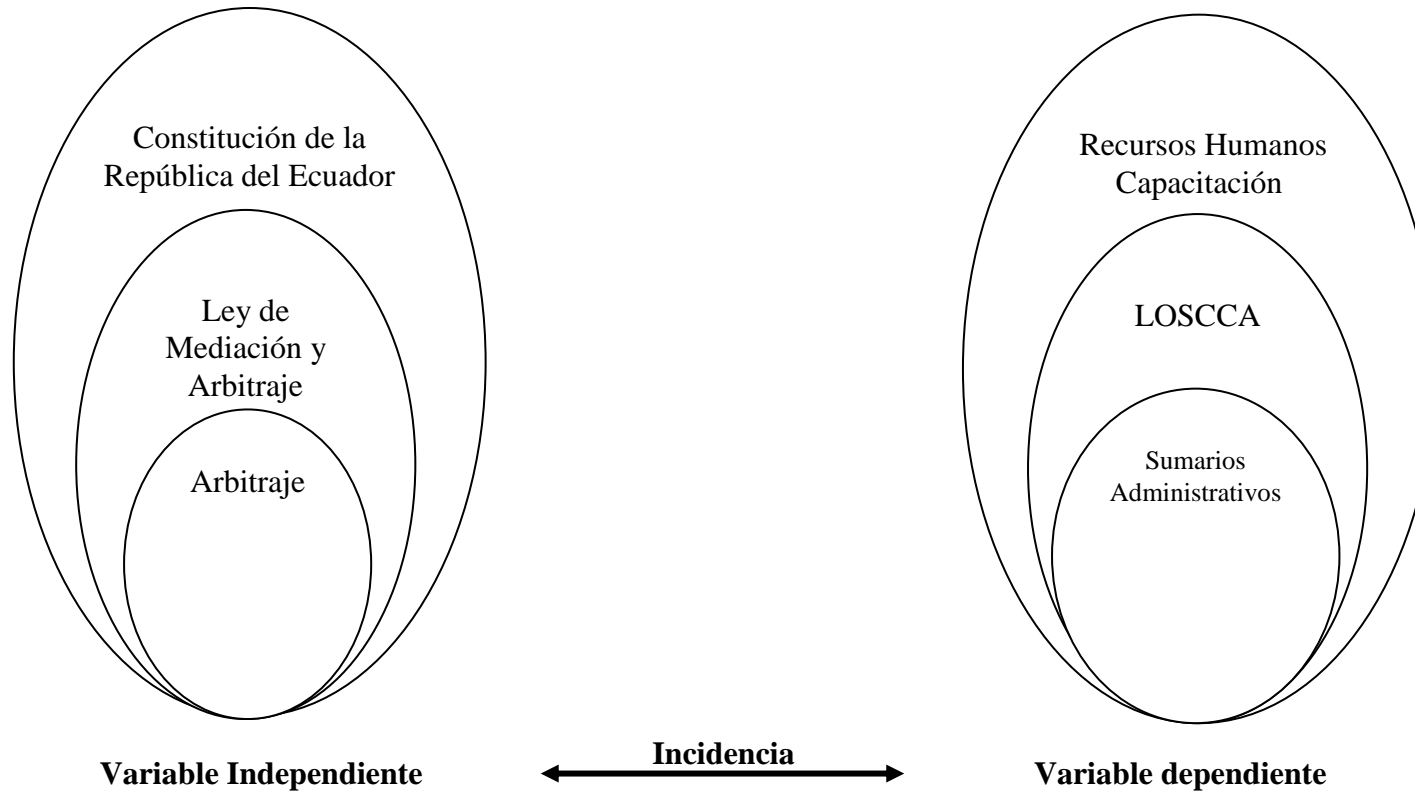 Constitución de la
República del Ecuador
Ley de
Mediación y
Arbitraje
Arbitraje
Recursos Humanos
Capacitación
LOSCCA
Sumarios
Administrativos
Variable Independiente
Incidencia
Variable dependiente